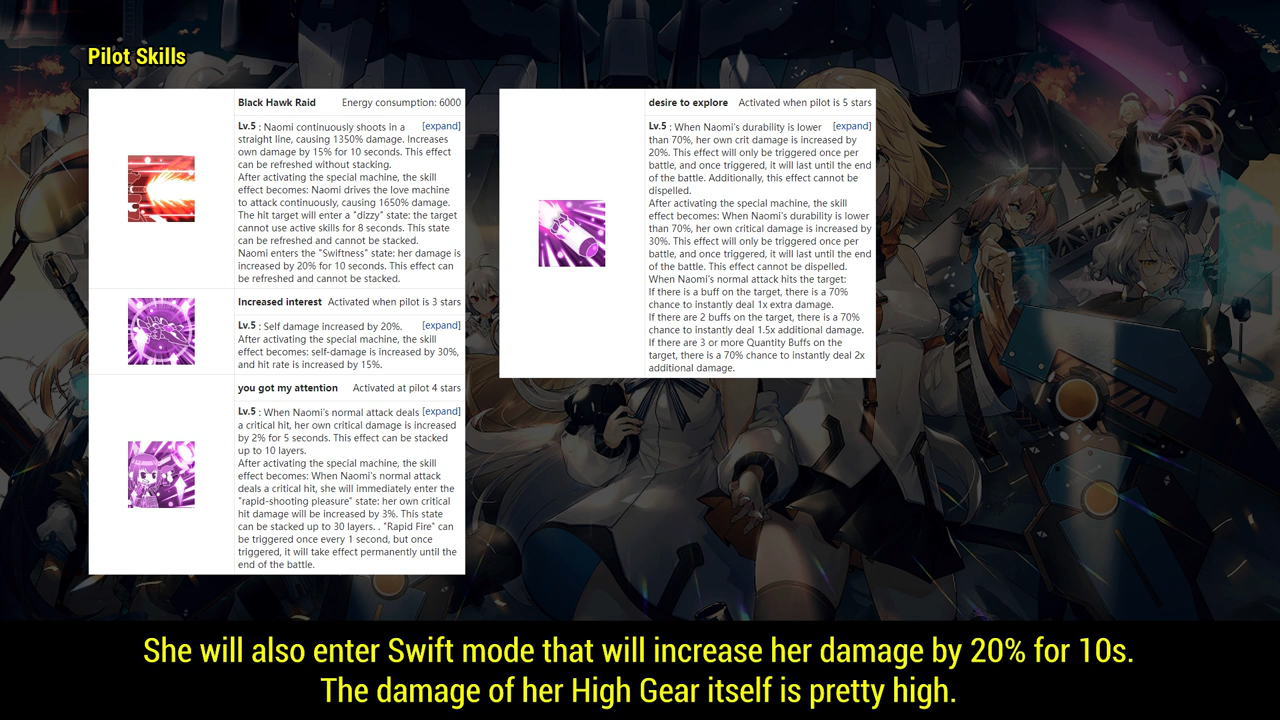 Pilot Skills
Black Hawk Raid Energy consumption: 6000
Lv.5 : Naomi continuously shoots in a [expand]
straight line, causing 1350% damage. Increases
own damage by 15% for 10 seconds. This effect
can be refreshed without stacking.
After activating the special machine, the skill
effect becomes: Naomi drives the love machine
to attack continuously, causing 1650% damage.
The hit target will enter a "dizzy" state: the target
cannot use active skills for 8 seconds. This state
can be refreshed and cannot be stacked.
Naomi enters the "Swiftness" state: her damage is
increased by 20% for 10 seconds. This effect can
be refreshed and cannot be stacked.
Increased interest Activated when pilot is 3 stars
Lv.5 : Self damage increased by 20%. [expand]
After activating the special machine, the skill
effect becomes: self-damage is increased by 30%,
and hit rate is increased by 15%.
you got my attention Activated at pilot 4 stars
Lv.5 : When Naomi's normal attack deals [expand]
a critical hit, her own critical damage is increased
by 2% for 5 seconds. This effect can be stacked
up to 10 layers.
After activating the special machine, the skill
effect becomes: When Naomi's normal attack
deals a critical hit, she will immediately enter the
"rapid-shooting pleasure" state: her own critical
hit damage will be increased by 3%. This state
can be stacked up to 30 layers. . "Rapid Fire" can
be triggered once every 1 second, but once
triggered, it will take effect permanently until the
end of the battle.
desire to explore Activated when pilot is 5 stars
Lv.5 : When Naomi's durability is lower [expand]
than 70%, her own crit damage is increased by
20%. This effect will only be triggered once per
battle, and once triggered, it will last until the end
of the battle. Additionally, this effect cannot be
dispelled.
After activating the special machine, the skill
effect becomes: When Naomi's durability is lower
than 70%, her own critical damage is increased by
30%. This effect will only be triggered once per
battle, and once triggered, it will last until the end
of the battle. This effect cannot be dispelled.
When Naomi's normal attack hits the target:
If there is a buff on the target, there is a 70%
chance to instantly deal 1x extra damage.
If there are 2 buffs on the target, there is a 70%
chance to instantly deal 1.5x additional damage.
If there are 3 or more Quantity Buffs on the
target, there is a 70% chance to instantly deal 2x
additional damage.
She will also enter Swift mode that will increase her damage by 20% for 10s.
The damage of her High Gear itself is pretty high.